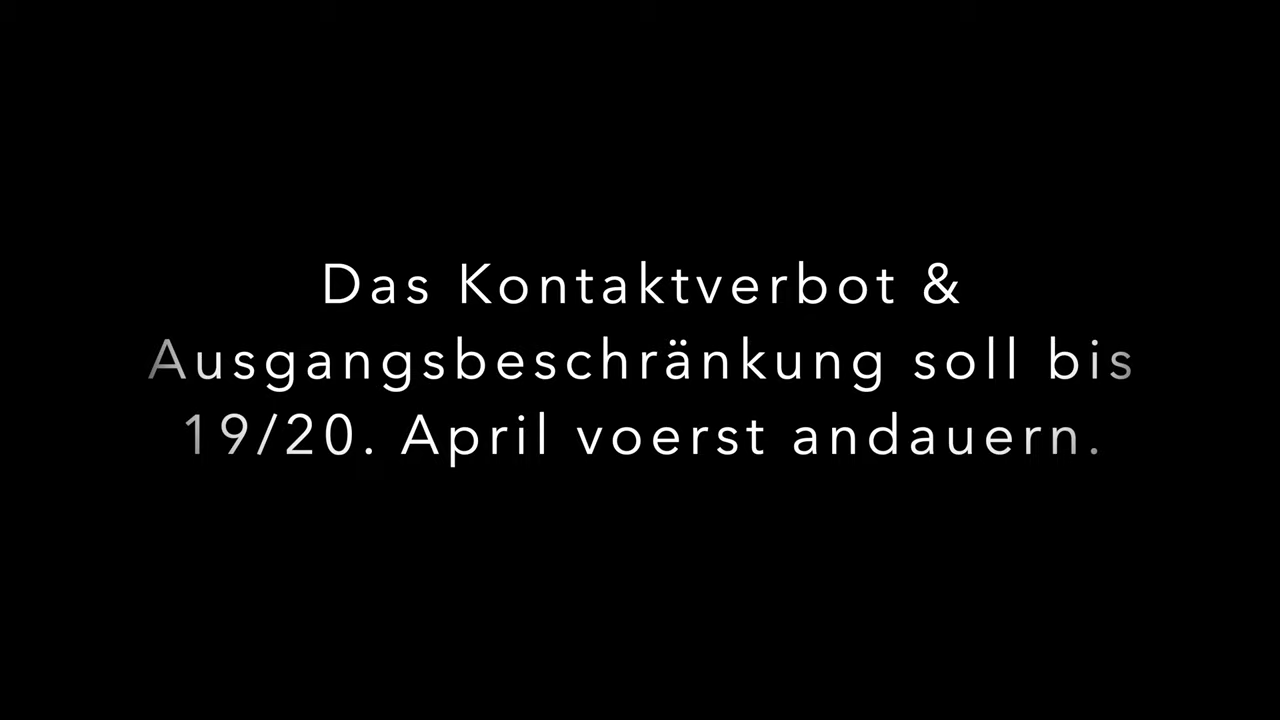 Das Kontaktverbot &
Ausgangsbeschränkung soll bis
19/20. April voerst andauern.